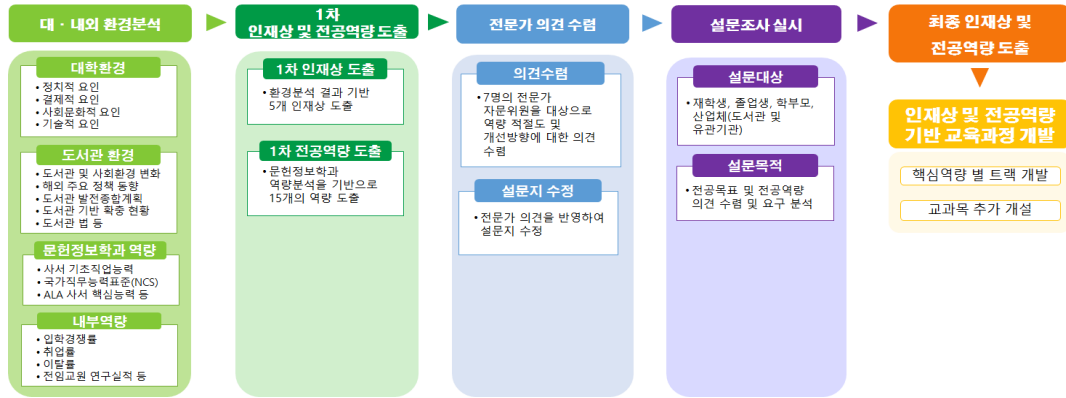 대 · 내외 환경분석
대학환경
• 정치적 요인
• 결제적 요인
• 사회문화적 요인
• 기술적 요인
도서관 환경
• 도서관 및 사회환경 변화
• 해외 주요 정책 동향
• 도서관 발전종합계획
• 도서관 기반 확충 현황
• 도서관 법 등
문헌정보학과 역량
• 사서 기초직업능력
• 국가직무능력표준(NCS)
• ALA 사서 핵심능력 등
내부역량
• 입학경쟁률
• 취업률
• 이탈률
• 전임교원 연구실적 등
1차
인재상 및 전공역량 도출
1차 인재상 도출
• 환경분석 결과 기반
5개 인재상 도출
1차 전공역량 도출
• 문헌정보학과
역량분석을 기반으로
15개의 역량 도출
전문가 의견 수렴
의견수렴
• 7명의 전문가
자문위원을 대상으로
역량 적절도 및
개선방향에 대한 의견
수렴
설문지 수정
• 전문가 의견을 반영하여
설문지 수정
설문조사 실시
설문대상
• 재학생, 졸업생, 학부모,
산업체(도서관 및
유관기관)
설문목적
• 전공목표 및 전공역량
의견 수렴 및 요구 분석
최종 인재상 및
전공역량 도출
인재상 및 전공역량
기반 교육과정 개발
핵심역량 별 트랙 개발
교과목 추가 개설